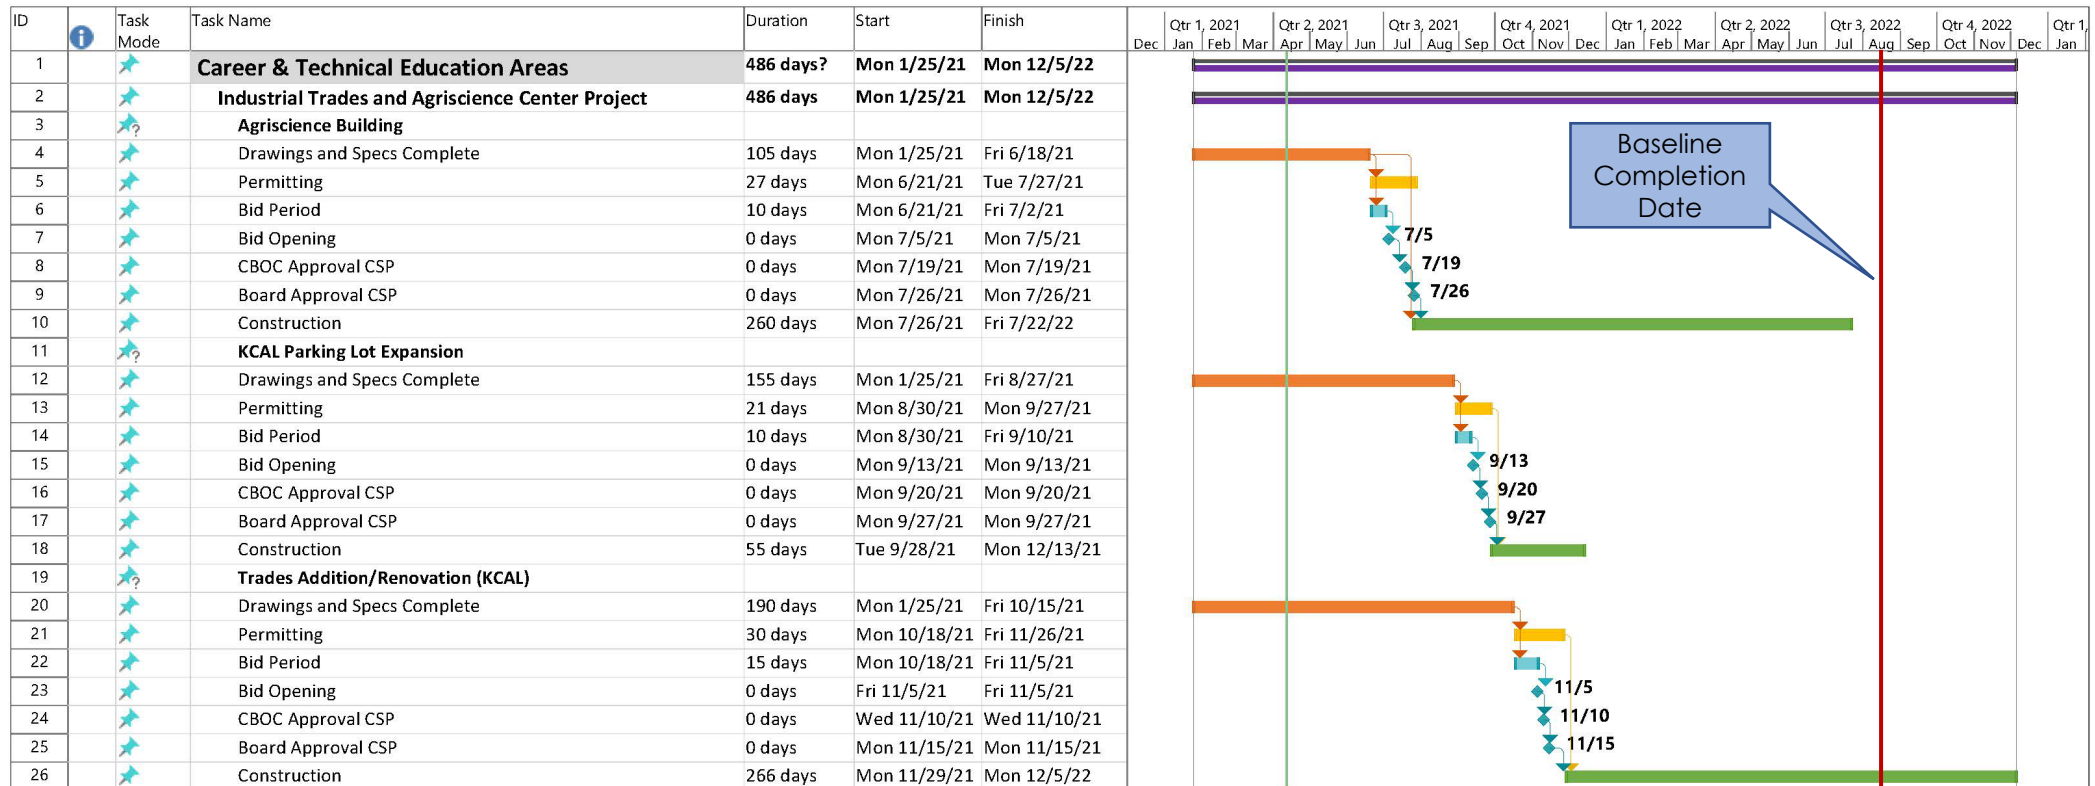 ID Task Mode Task Name Duration Start Finish
Qtr 1, 2021 Qtr 2, 2021 Qtr 3, 2021 Qtr 4, 2021 Qtr 1, 2022 Qtr 2, 2022 Qtr 3, 2022 Qtr 4, 2022 Qtr 1,
Dec Jan Feb Mar Apr May Jun Jul Aug Sep Oct Nov Dec Jan Feb Mar Apr May Jun Jul Aug Sep Oct Nov Dec Jan
1 Career & Technical Education Areas 486 days? Mon 1/25/21 Mon 12/5/22
2 Industrial Trades and Agriscience Center Project 486 days Mon 1/25/21 Mon 12/5/22
3 Agriscience Building
4 Drawings and Specs Complete 105 days Mon 1/25/21 Fri 6/18/21
5 Permitting 27 days Mon 6/21/21 Tue 7/27/21
6 Bid Period 10 days Mon 6/21/21 Fri 7/2/21
7 Bid Opening 0 days Mon 7/5/21 Mon 7/5/21 7/5
8 CBOC Approval CSP 0 days Mon 7/19/21 Mon 7/19/21 7/19
9 Board Approval CSP 0 days Mon 7/26/21 Mon 7/26/21 7/26
10 Construction 260 days Mon 7/26/21 Fri 7/22/22
11 KCAL Parking Lot Expansion
12 Drawings and Specs Complete 155 days Mon 1/25/21 Fri 8/27/21
13 Permitting 21 days Mon 8/30/21 Mon 9/27/21
14 Bid Period 10 days Mon 8/30/21 Fri 9/10/21
15 Bid Opening 0 days Mon 9/13/21 Mon 9/13/21 9/13
16 CBOC Approval CSP 0 days Mon 9/20/21 Mon 9/20/21 9/20
17 Board Approval CSP 0 days Mon 9/27/21 Mon 9/27/21 9/27
18 Construction 55 days Tue 9/28/21 Mon 12/13/21
19 Trades Addition/Renovation (KCAL)
20 Drawings and Specs Complete 190 days Mon 1/25/21 Fri 10/15/21
21 Permitting 30 days Mon 10/18/21 Fri 11/26/21
22 Bid Period 15 days Mon 10/18/21 Fri 11/5/21
23 Bid Opening 0 days Fri 11/5/21 Fri 11/5/21 11/5
24 CBOC Approval CSP 0 days Wed 11/10/21 Wed 11/10/21 11/10
25 Board Approval CSP 0 days Mon 11/15/21 Mon 11/15/21 11/15
26 Construction 266 days Mon 11/29/21 Mon 12/5/22
Baseline
Completion
Date